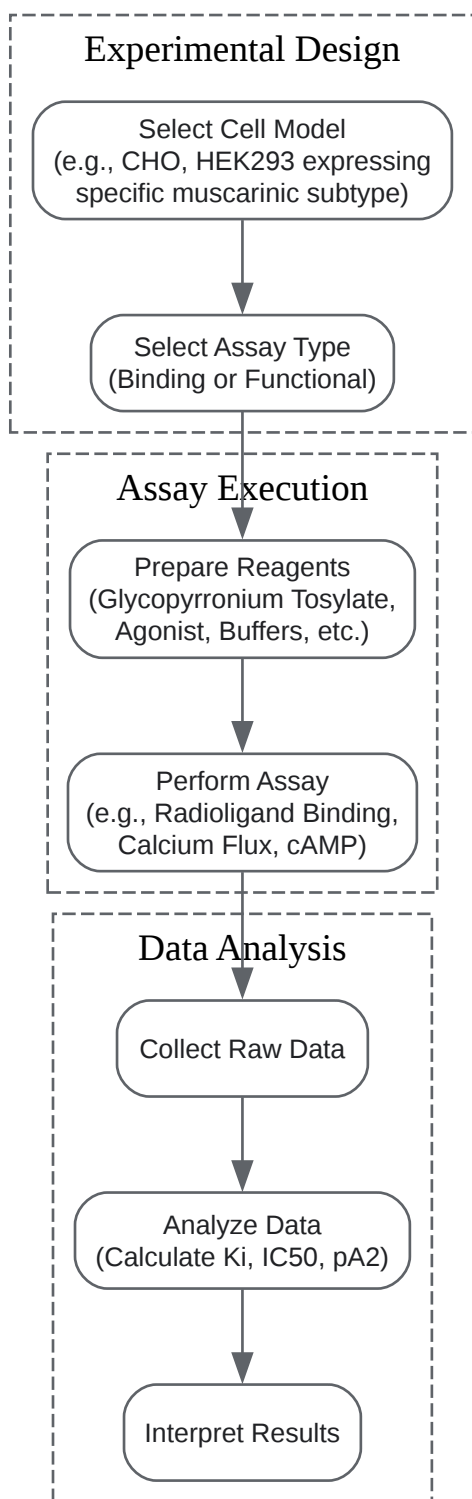 Experimental Design
Select Cell Model
(e.g., CHO, HEK293 expressing
specific muscarinic subtype)
Select Assay Type
(Binding or Functional)
Assay Execution
Prepare Reagents
(Glycopyrronium Tosylate,
Agonist, Buffers, etc.)
Perform Assay
(e.g., Radioligand Binding,
Calcium Flux, cAMP)
Data Analysis
Collect Raw Data
Analyze Data
(Calculate Ki, IC50, pA2)
Interpret Results